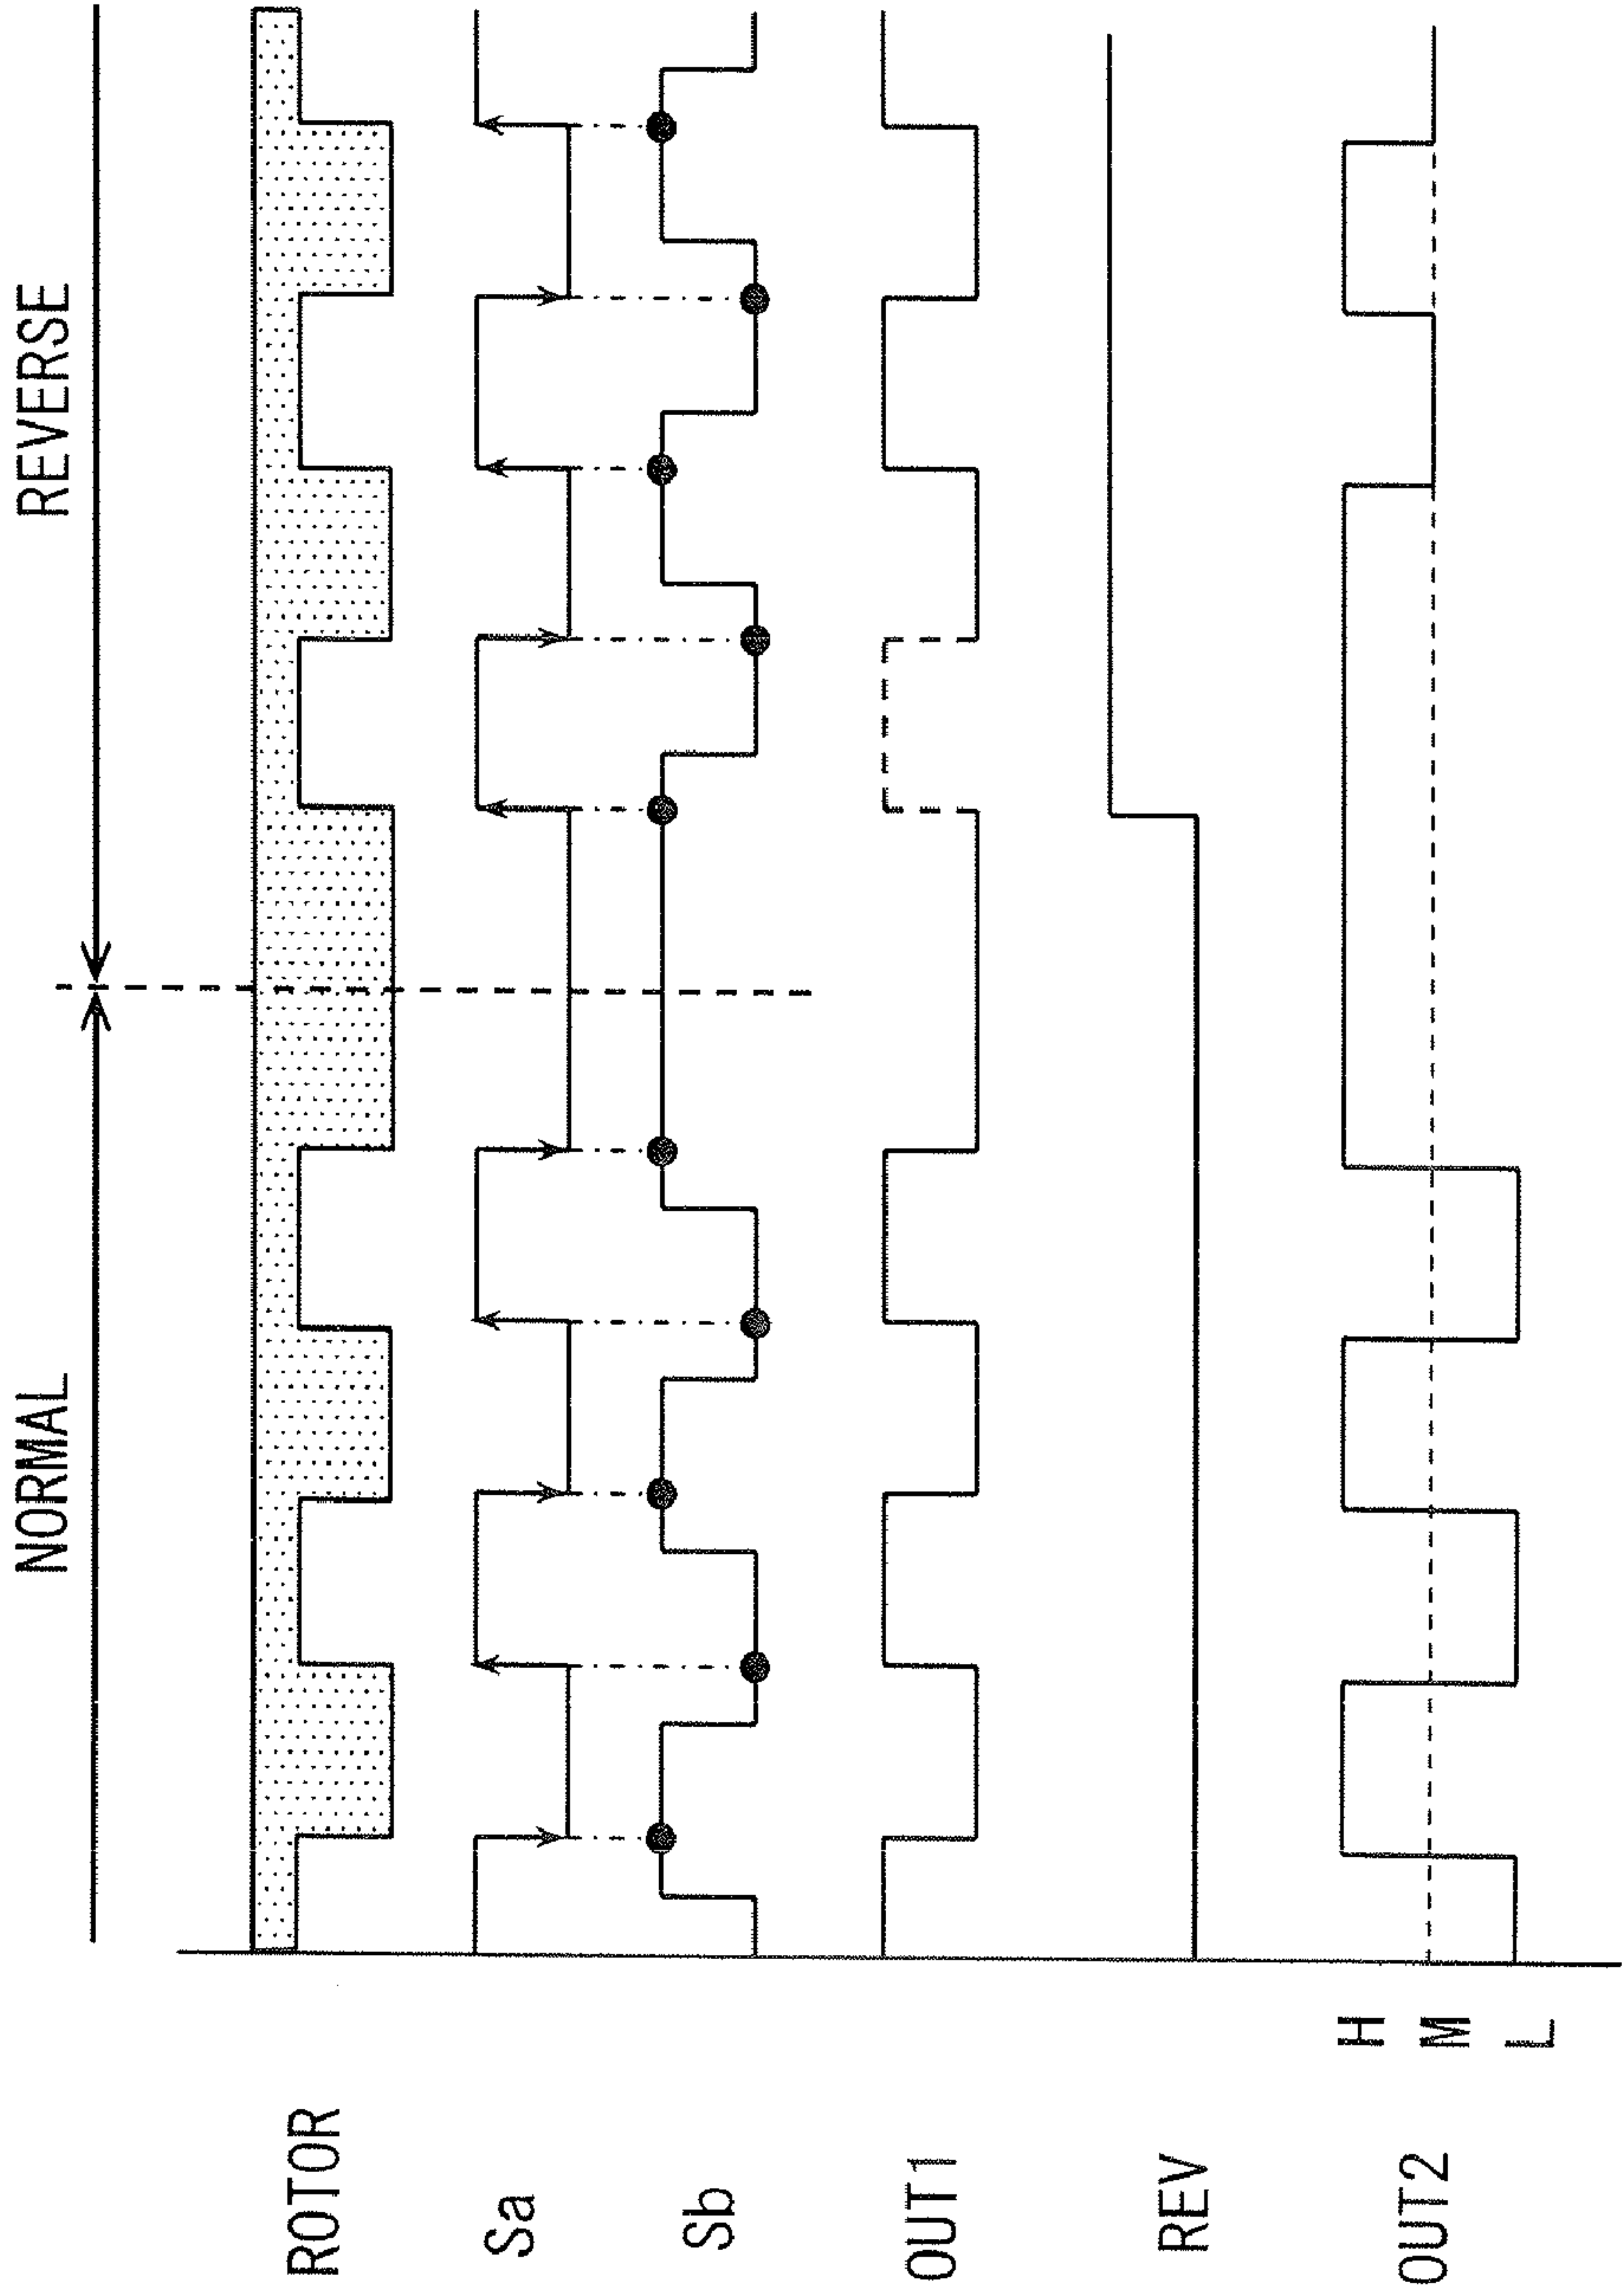 NORMAL
REVERSE
ROTOR
Sa
Sb
OUT1
REV
OUT2
H
M
L